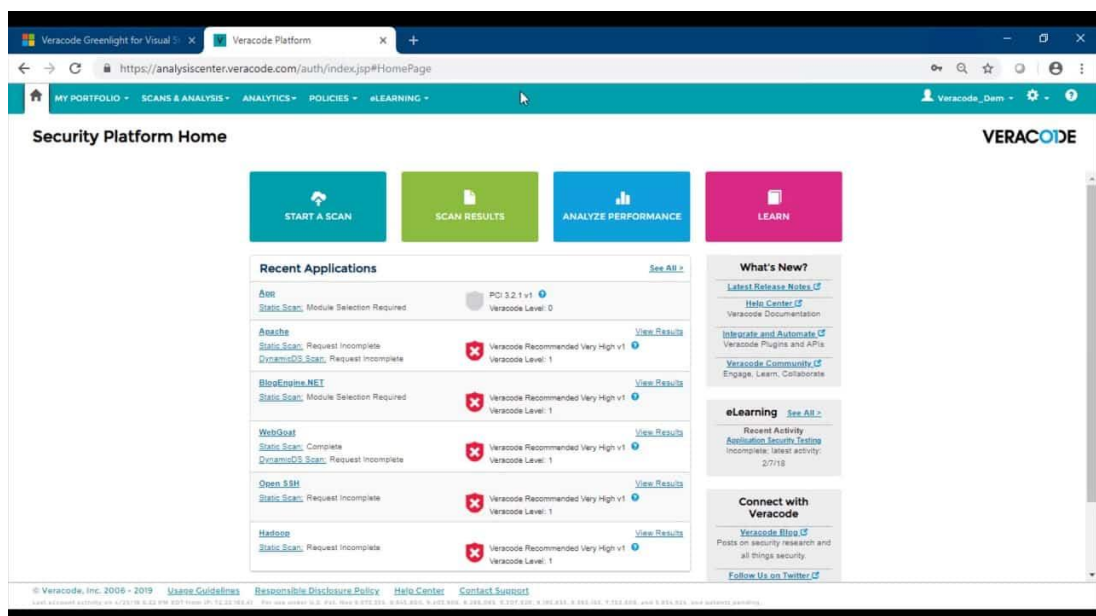 Veracode Greenlight for Visual S
Veracode Platform
https://analysiscenter.veracode.com/auth/index.jsp#HomePage
MY PORTFOLIO
SCANS & ANALYSIS
ANALYTICS
POLICIES
eLEARNING
Veracode_Dem
Security Platform Home
VERACODE
START A SCAN
SCAN RESULTS
ANALYZE PERFORMANCE
LEARN
Recent Applications
See All >
App
Static Scan: Module Selection Required
PCI 3.2.1 v1
Veracode Level: 0
Apache
View Results
Static Scan: Request Incomplete
DynamicDS Scan: Request Incomplete
Veracode Recommended Very High v1
Veracode Level: 1
BlogEngine.NET
View Results
Static Scan: Module Selection Required
Veracode Recommended Very High v1
Veracode Level: 1
WebGoat
View Results
Static Scan: Complete
DynamicDS Scan: Request Incomplete
Veracode Recommended Very High v1
Veracode Level: 1
Open SSH
View Results
Static Scan: Request Incomplete
Veracode Recommended Very High v1
Veracode Level: 1
Hadoop
View Results
Static Scan: Request Incomplete
Veracode Recommended Very High v1
Veracode Level: 1
What's New?
Latest Release Notes
Help Center
Veracode Documentation
Integrate and Automate
Veracode Plugins and APIs
Veracode Community
Engage, Learn, Collaborate
eLearning See All >
Recent Activity
Application Security Testing
Incomplete; latest activity:
2/7/18
Connect with
Veracode
Veracode Blog
Posts on security research and
all things security.
Follow Us on Twitter
© Veracode, Inc. 2006 - 2019 Usage Guidelines Responsible Disclosure Policy Help Center Contact Support